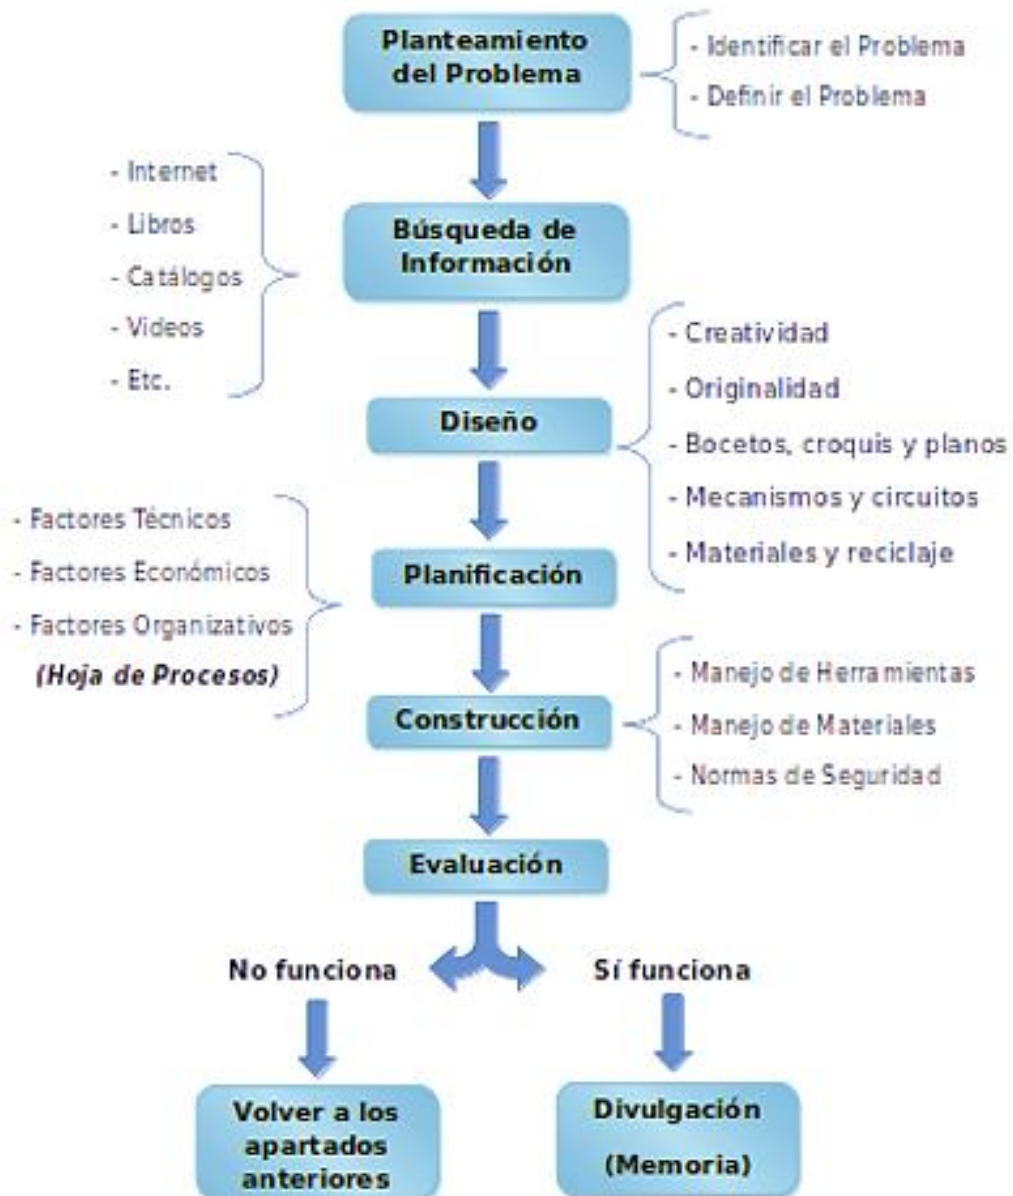 Planteamiento
del Problema
- Identificar el Problema
- Definir el Problema
- Internet
- Libros
- Catálogos
- Videos
- Etc.
Búsqueda de
Información
Diseño
- Creatividad
- Originalidad
- Bocetos, croquis y planos
- Mecanismos y circuitos
- Materiales y reciclaje
- Factores Técnicos
- Factores Económicos
- Factores Organizativos
(Hoja de Procesos)
Planificación
Construcción
- Manejo de Herramientas
- Manejo de Materiales
- Normas de Seguridad
Evaluación
No funciona
Sí funciona
Volver a los
apartados
anteriores
Divulgación
(Memoria)